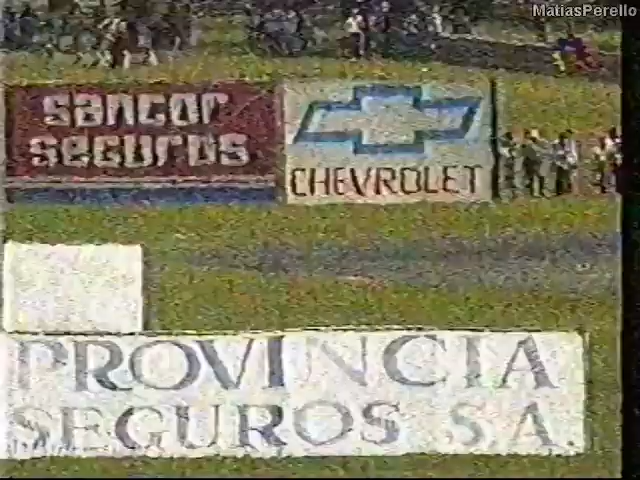 MatiasPerello
sancor
seguros
CHEVROLET
PROVINCIA
SEGUROS S.A.